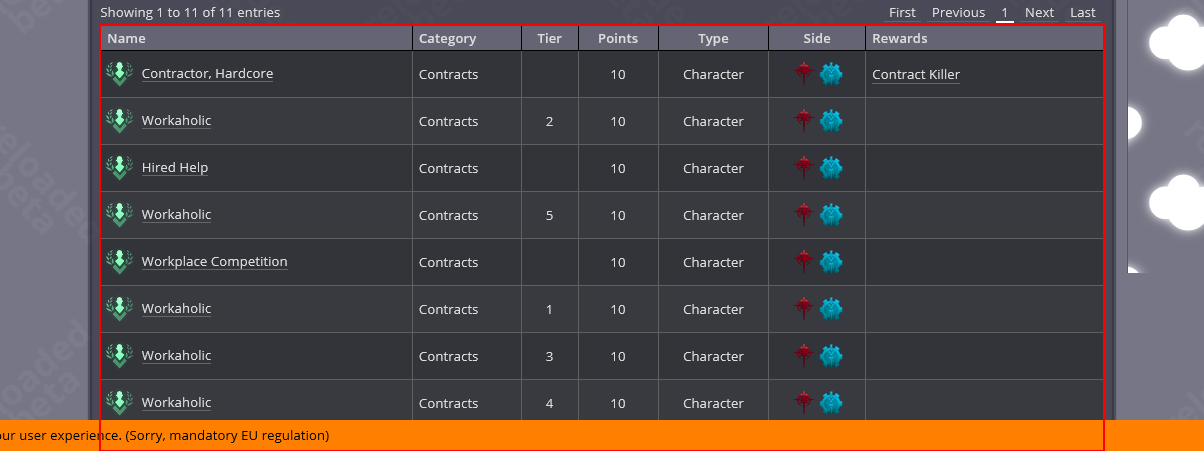 Showing 1 to 11 of 11 entries First Previous 1 Next Last
Name Category Tier Points Type Side Rewards
Contractor, Hardcore Contracts 10 Character Contract Killer
Workaholic Contracts 2 10 Character
Hired Help Contracts 10 Character
Workaholic Contracts 5 10 Character
Workplace Competition Contracts 10 Character
Workaholic Contracts 1 10 Character
Workaholic Contracts 3 10 Character
Workaholic Contracts 4 10 Character
our user experience. (Sorry, mandatory EU regulation)